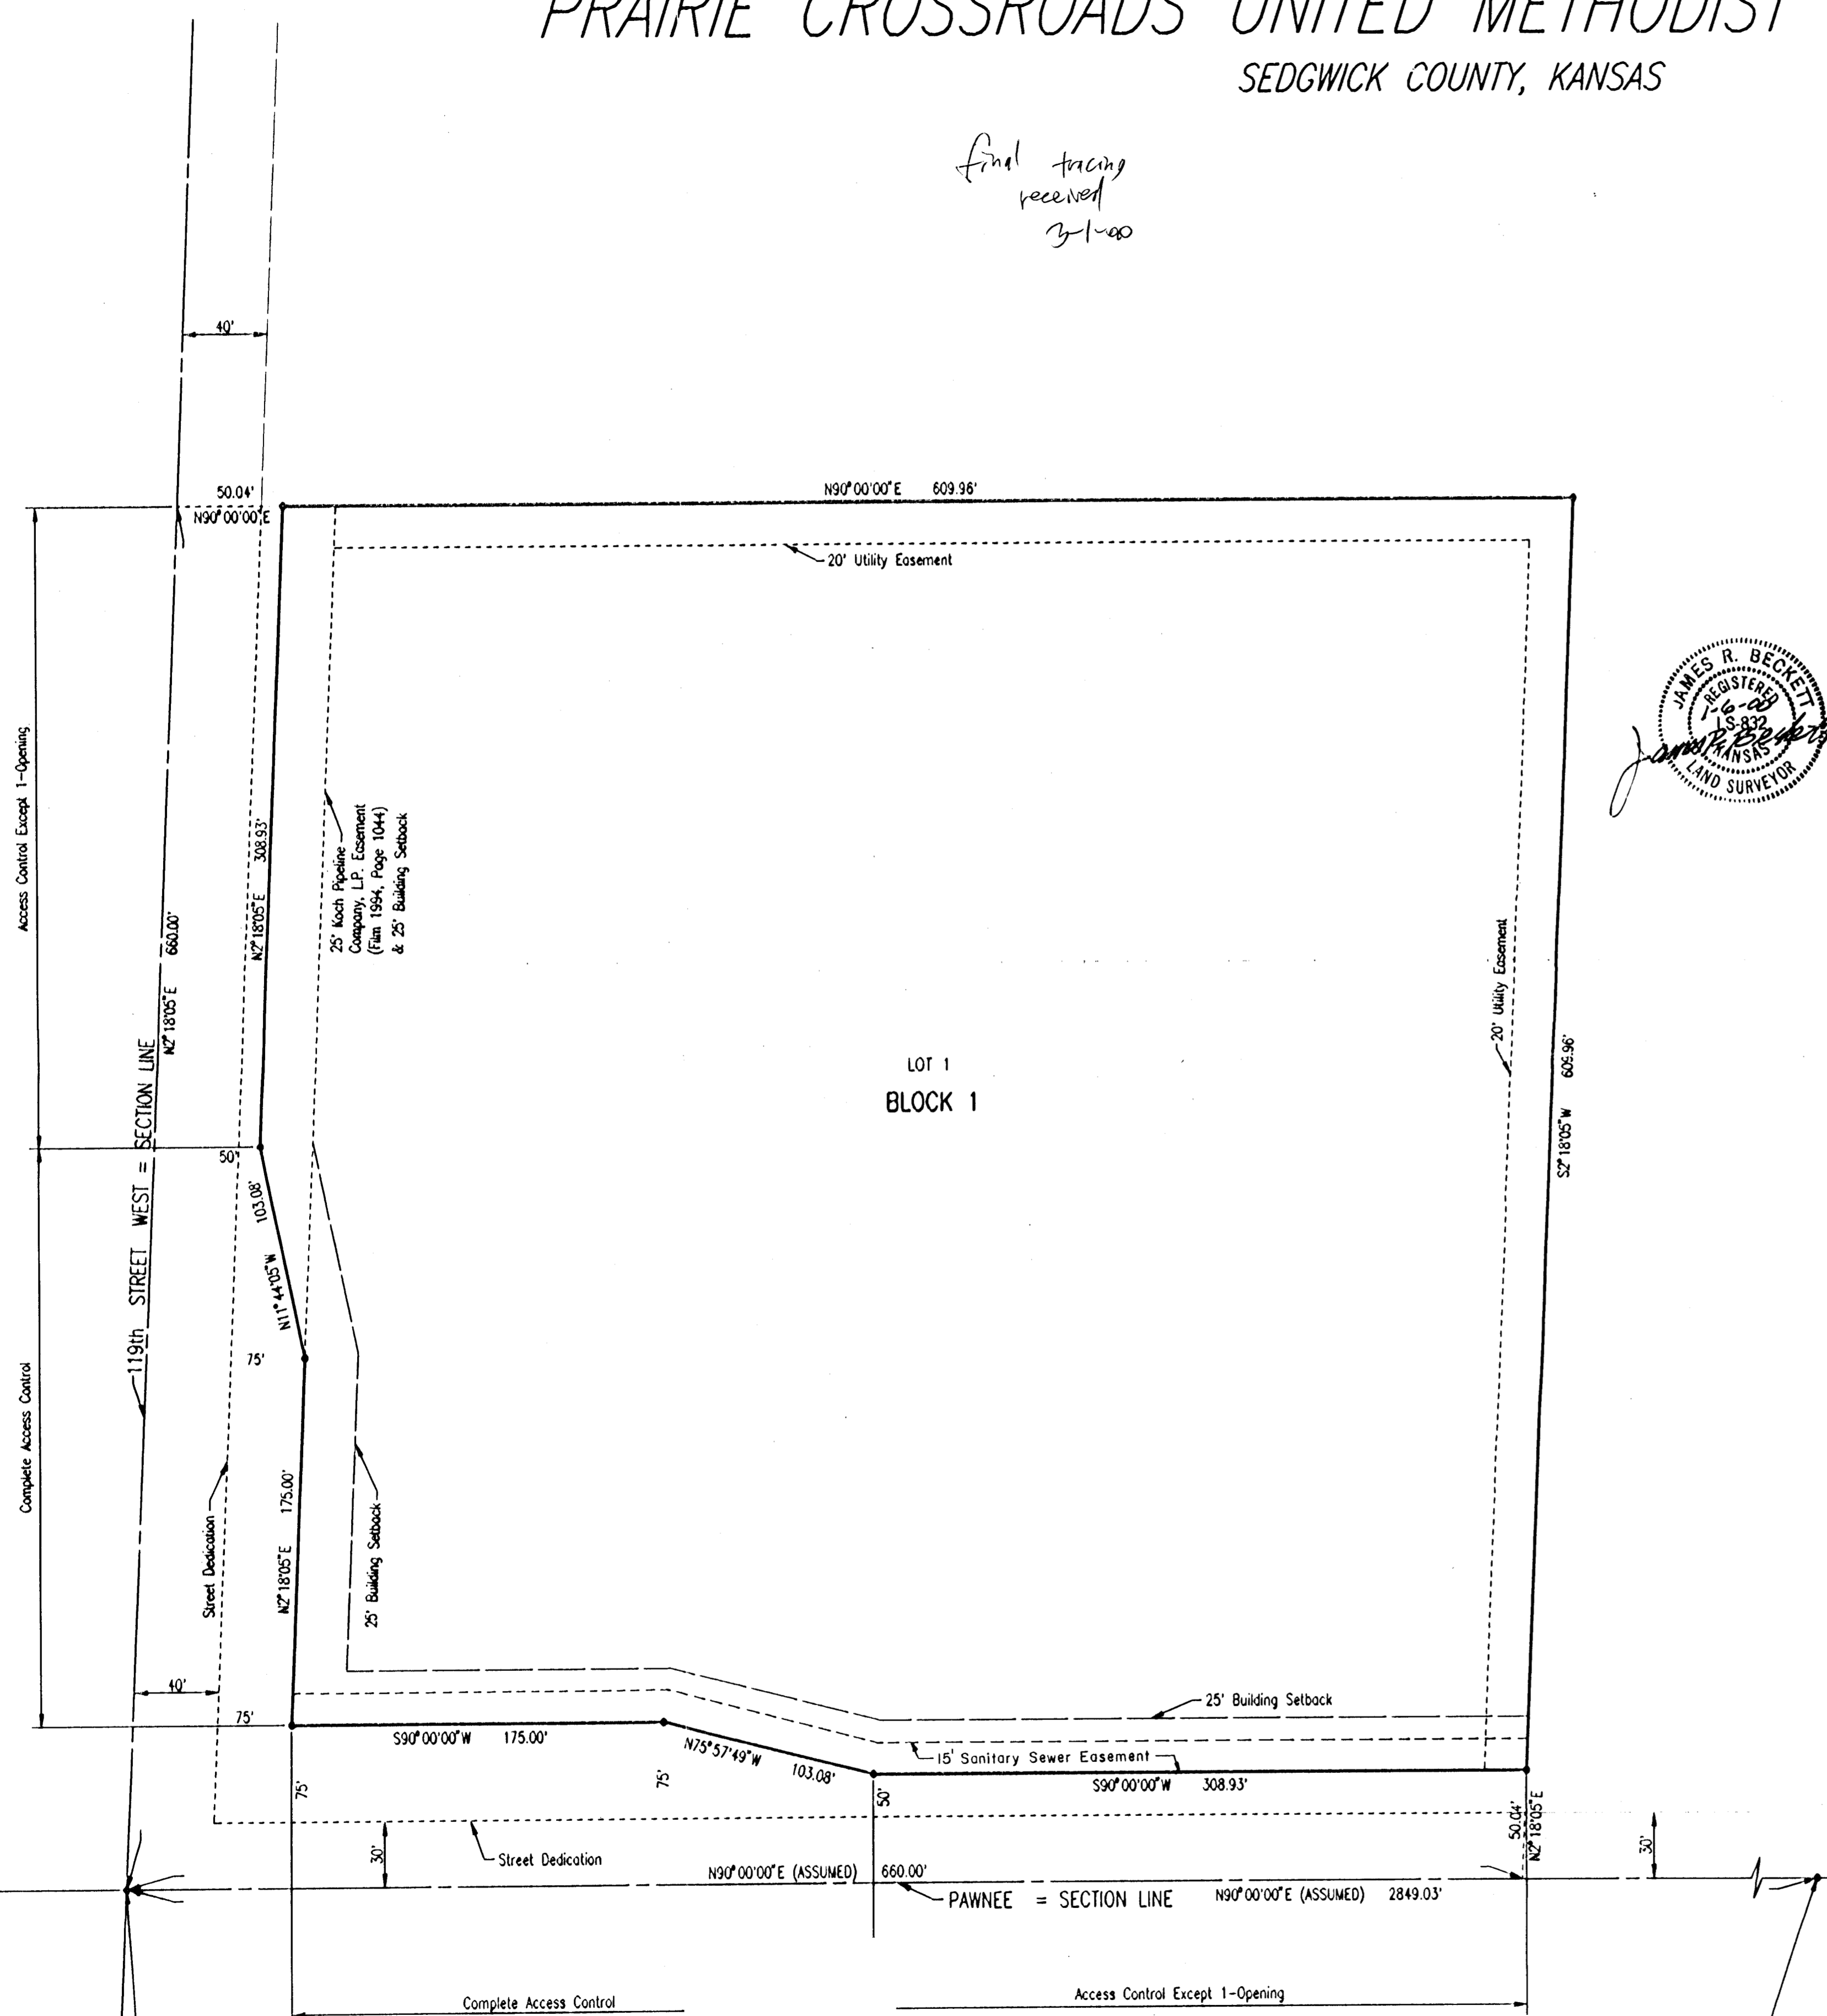 PRAIRIE CROSSROADS UNITED METHODIST
SEDGWICK COUNTY, KANSAS
final tracing
received
3-1-00
40'
50.04'
N90°00'00"E
N90°00'00"E 609.96'
20' Utility Easement
JAMES R. BECKETT
REGISTERED
1-6-00
LS-832
KANSAS
LAND SURVEYOR
James R. Beckett
Access Control Except 1-Opening
N2°18'05"E 308.93'
N2°18'05"E 660.00'
25' Koch Pipeline
Company, L.P. Easement
(Film 1994, Page 1044)
& 25' Building Setback
20' Utility Easement
S2°18'05"W 609.96'
LOT 1
BLOCK 1
119th STREET WEST = SECTION LINE
50'
N11°44'05"W 103.08'
75'
Complete Access Control
Street Dedication
N2°18'05"E 175.00'
25' Building Setback
40'
75'
25' Building Setback
S90°00'00"W 175.00'
N75°57'49"W 103.08'
15' Sanitary Sewer Easement
S90°00'00"W 308.93'
75'
75'
50'
50.04'
N2°18'05"E
30'
Street Dedication
30'
N90°00'00"E (ASSUMED) 660.00'
PAWNEE = SECTION LINE
N90°00'00"E (ASSUMED) 2849.03'
Complete Access Control
Access Control Except 1-Opening